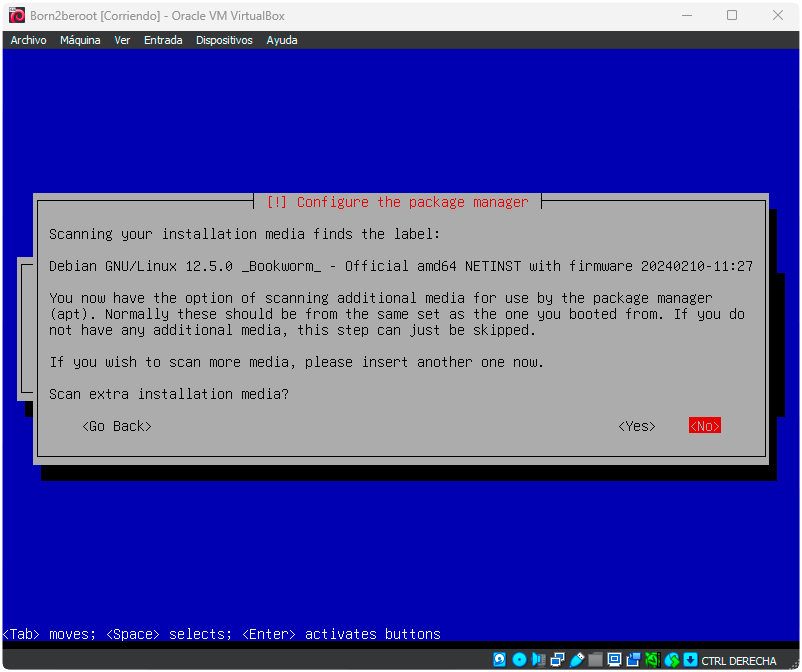 Born2beroot [Corriendo] - Oracle VM VirtualBox
Archivo Máquina Ver Entrada Dispositivos Ayuda
[!] Configure the package manager
Scanning your installation media finds the label:
Debian GNU/Linux 12.5.0 _Bookworm_ - Official amd64 NETINST with firmware 20240210-11:27
You now have the option of scanning additional media for use by the package manager
(apt). Normally these should be from the same set as the one you booted from. If you do
not have any additional media, this step can just be skipped.
If you wish to scan more media, please insert another one now.
Scan extra installation media?
<Go Back> <Yes> <No>
<Tab> moves; <Space> selects; <Enter> activates buttons
CTRL DERECHA